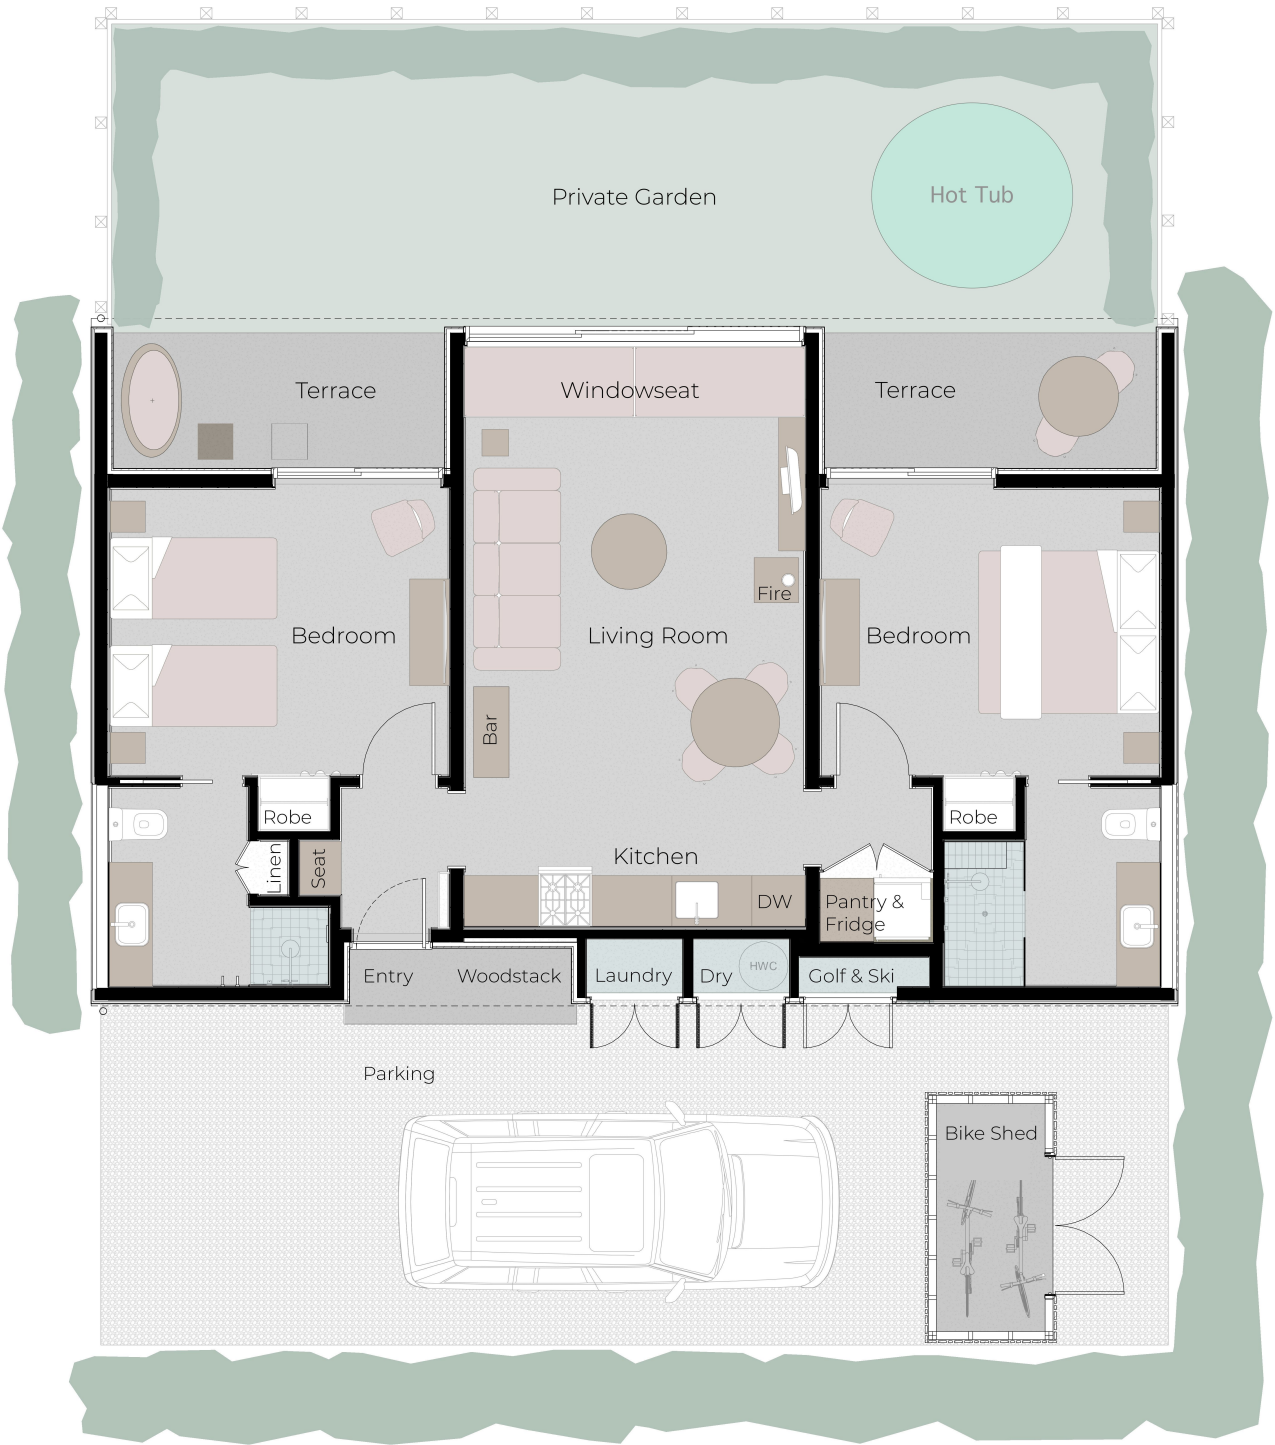 Hot Tub
Private Garden
Terrace
Windowseat
Terrace
Fire
Bedroom
Living Room
Bedroom
Bar
Robe
Robe
Linen
Seat
Kitchen
DW
Pantry &
Fridge
Entry
Woodstack
Laundry
Dry
HWC
Golf & Ski
Parking
Bike Shed